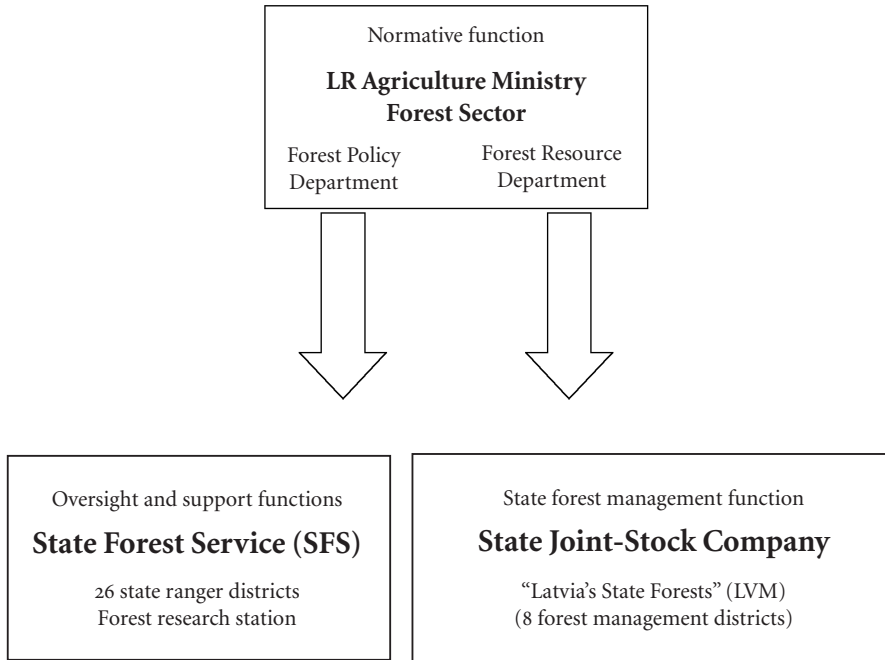 Normative function
LR Agriculture Ministry
Forest Sector
Forest Policy
Department
Forest Resource
Department
Oversight and support functions
State Forest Service (SFS)
26 state ranger districts
Forest research station
State forest management function
State Joint-Stock Company
“Latvia’s State Forests” (LVM)
(8 forest management districts)